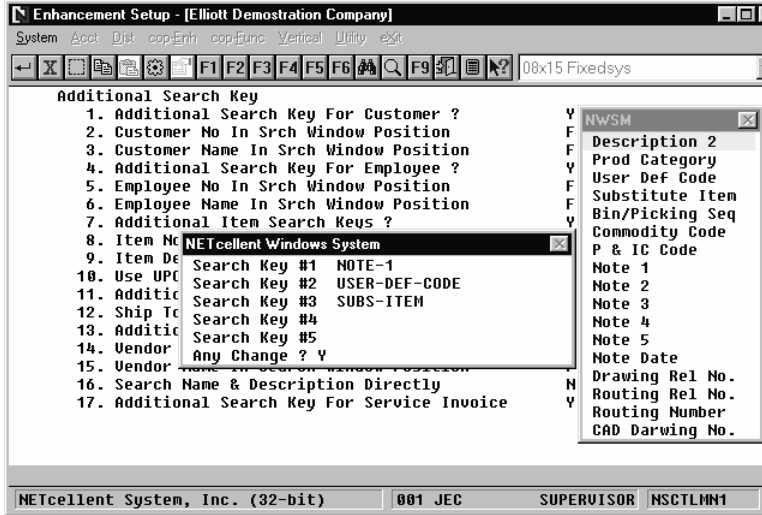 Enhancement Setup - [Elliott Demostration Company]
System Acct Dist cop-Enh cop-Func Vertical Utility eXit
X F1 F2 F3 F4 F5 F6 F9 08x15 Fixedsys
Additional Search Key
1. Additional Search Key For Customer ? Y
2. Customer No In Srch Window Position F
3. Customer Name In Srch Window Position F
4. Additional Search Key For Employee ? Y
5. Employee No In Srch Window Position F
6. Employee Name In Srch Window Position F
7. Additional Item Search Keys ? Y
8. Item No
9. Item De
10. Use UPC
11. Additic
12. Ship To
13. Additic
14. Vendor
15. Vendor
16. Search Name & Description Directly N
17. Additional Search Key For Service Invoice Y
NETcellent Windows System
Search Key #1 NOTE-1
Search Key #2 USER-DEF-CODE
Search Key #3 SUBS-ITEM
Search Key #4
Search Key #5
Any Change ? Y
NWSM
Description 2
Prod Category
User Def Code
Substitute Item
Bin/Picking Seq
Commodity Code
P & IC Code
Note 1
Note 2
Note 3
Note 4
Note 5
Note Date
Drawing Rel No.
Routing Rel No.
Routing Number
CAD Darwing No.
NETcellent System, Inc. (32-bit) 001 JEC SUPERVISOR NSCTLMN1